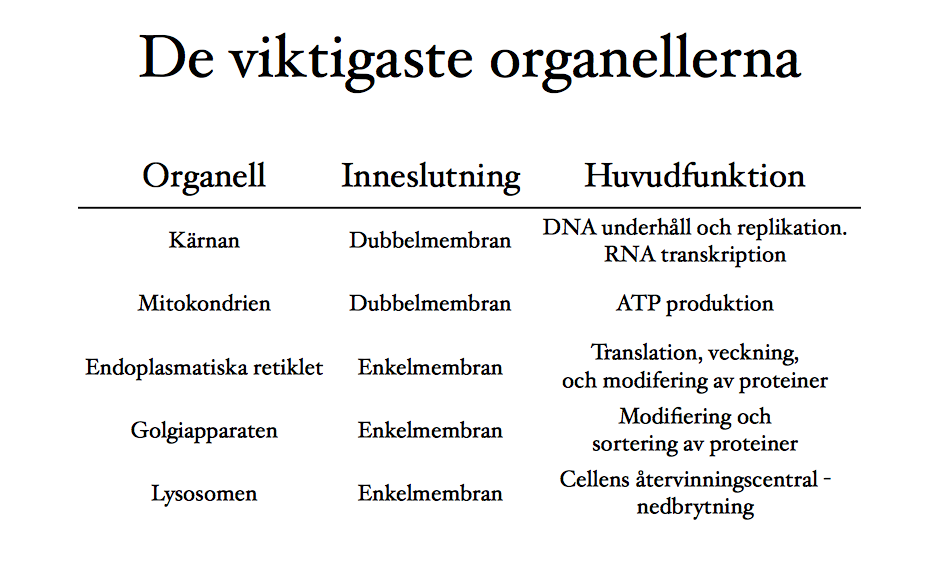 De viktigaste organellerna
Organell Inneslutning Huvudfunktion
Kärnan Dubbelmembran DNA underhåll och replikation.
RNA transkription
Mitokondrien Dubbelmembran ATP produktion
Endoplasmatiska retiklet Enkelmembran Translation, veckning,
och modifering av proteiner
Golgiapparaten Enkelmembran Modifiering och
sortering av proteiner
Lysosomen Enkelmembran Cellens återvinningscentral -
nedbrytning